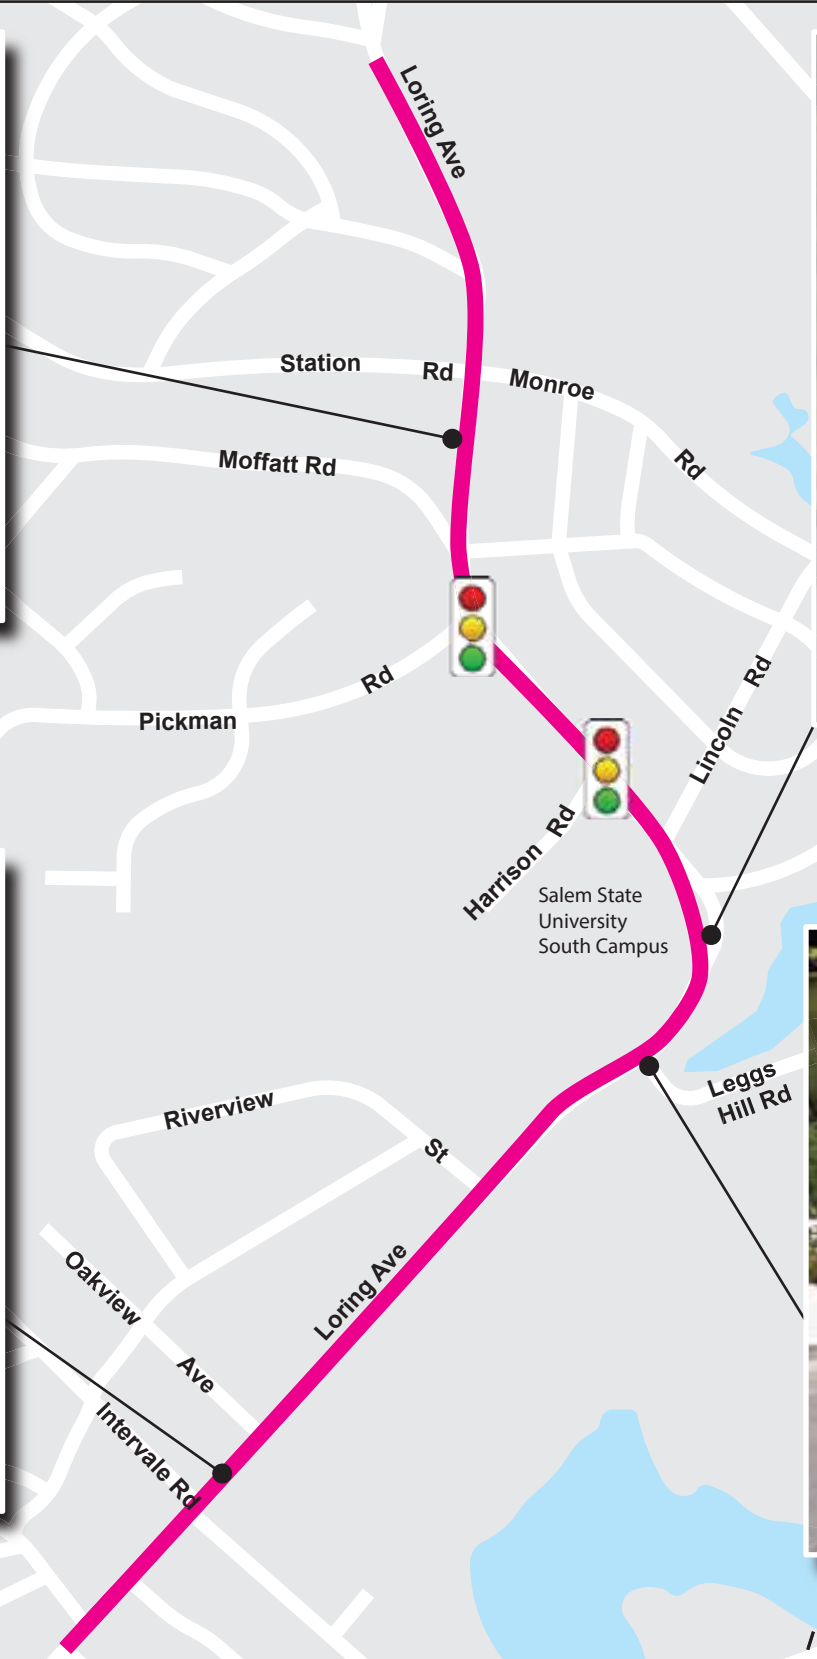 Loring Ave
Station Rd
Monroe Rd
Moffatt Rd
Pickman Rd
Lincoln Rd
Harrison Rd
Salem State
University
South Campus
Leggs
Hill Rd
Riverview St
Loring Ave
Oakview Ave
Intervale Rd